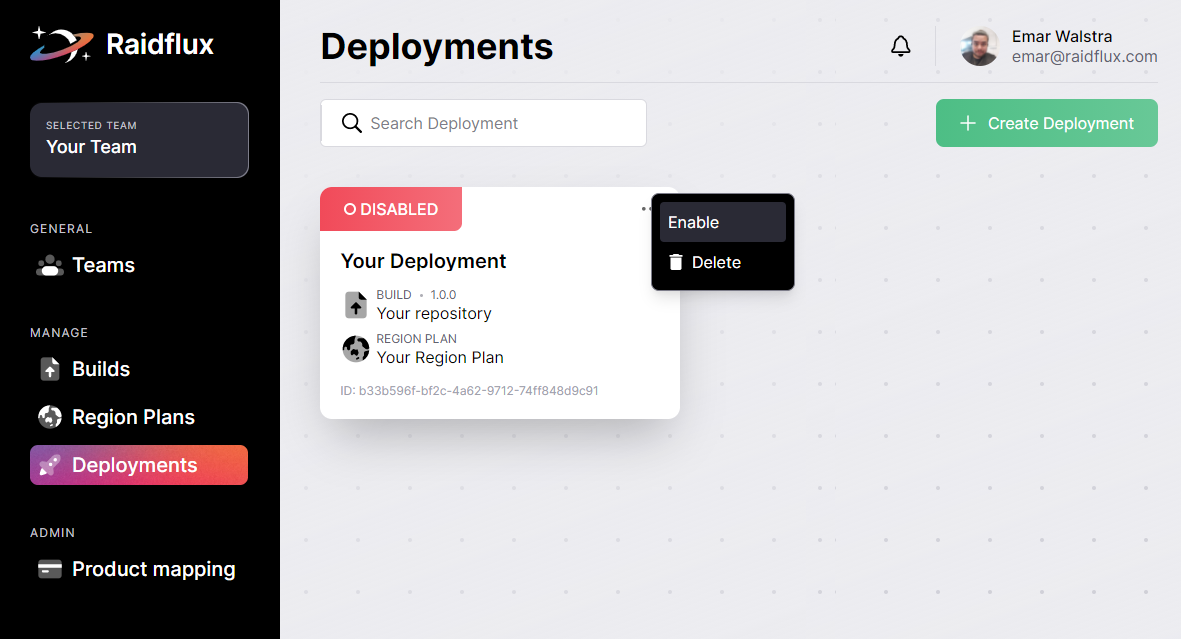 Raidflux
SELECTED TEAM
Your Team
GENERAL
Teams
MANAGE
Builds
Region Plans
Deployments
ADMIN
Product mapping
Deployments
Emar Walstra
emar@raidflux.com
Search Deployment
Create Deployment
DISABLED
Enable
Delete
Your Deployment
BUILD • 1.0.0
Your repository
REGION PLAN
Your Region Plan
ID: b33b596f-bf2c-4a62-9712-74ff848d9c91